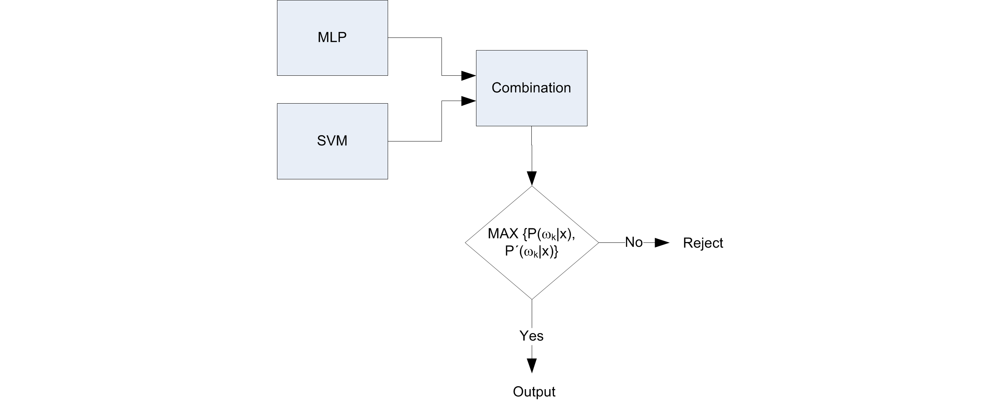 MLP
SVM
Combination
MAX {P(ωk|x),
P´(ωk|x)}
No
Reject
Yes
Output